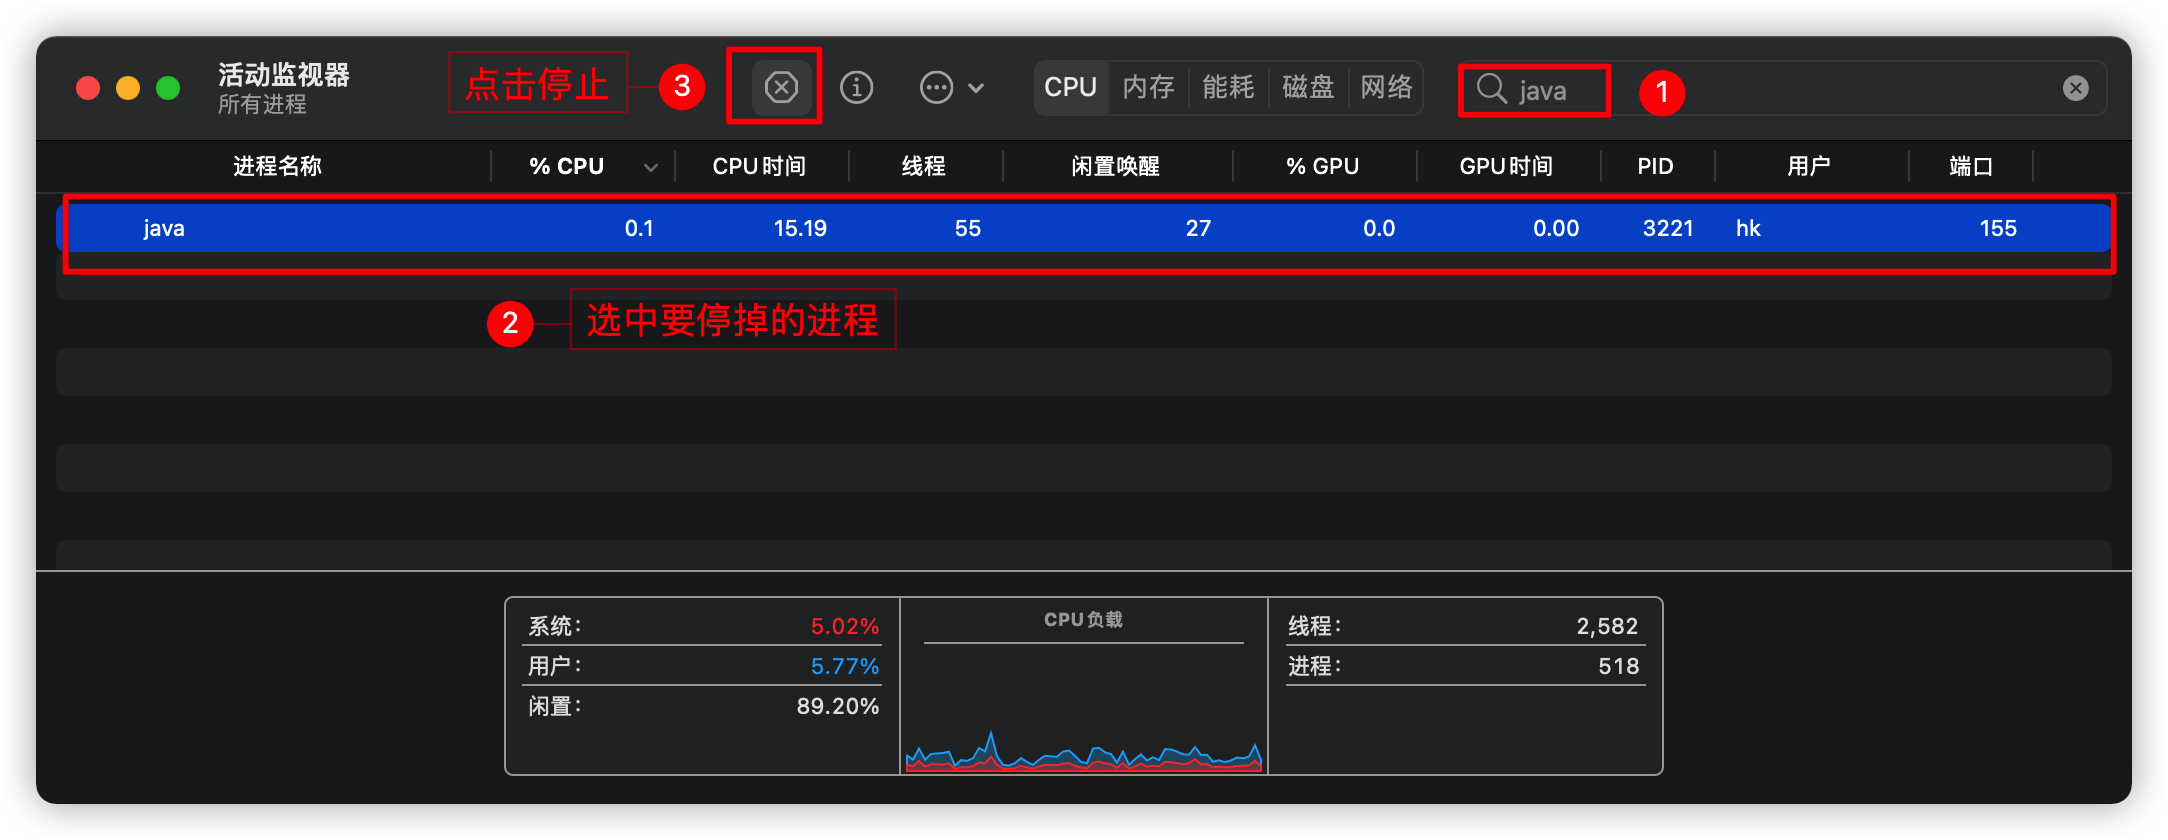 活动监视器
所有进程
点击停止
3
CPU 内存 能耗 磁盘 网络
java
1
进程名称 % CPU CPU时间 线程 闲置唤醒 % GPU GPU时间 PID 用户 端口
java 0.1 15.19 55 27 0.0 0.00 3221 hk 155
2 选中要停掉的进程
系统: 5.02%
用户: 5.77%
闲置: 89.20%
CPU负载
线程: 2,582
进程: 518